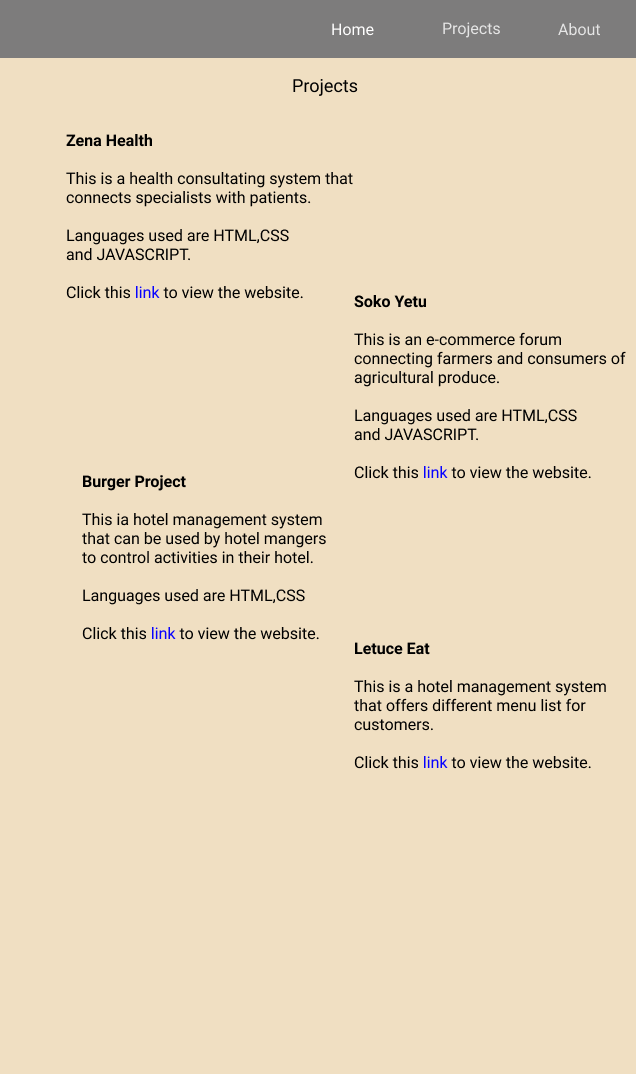 Home Projects About
Projects
Zena Health
This is a health consultating system that
connects specialists with patients.
Languages used are HTML,CSS
and JAVASCRIPT.
Click this link to view the website.
Soko Yetu
This is an e-commerce forum
connecting farmers and consumers of
agricultural produce.
Languages used are HTML,CSS
and JAVASCRIPT.
Click this link to view the website.
Burger Project
This ia hotel management system
that can be used by hotel mangers
to control activities in their hotel.
Languages used are HTML,CSS
Click this link to view the website.
Letuce Eat
This is a hotel management system
that offers different menu list for
customers.
Click this link to view the website.